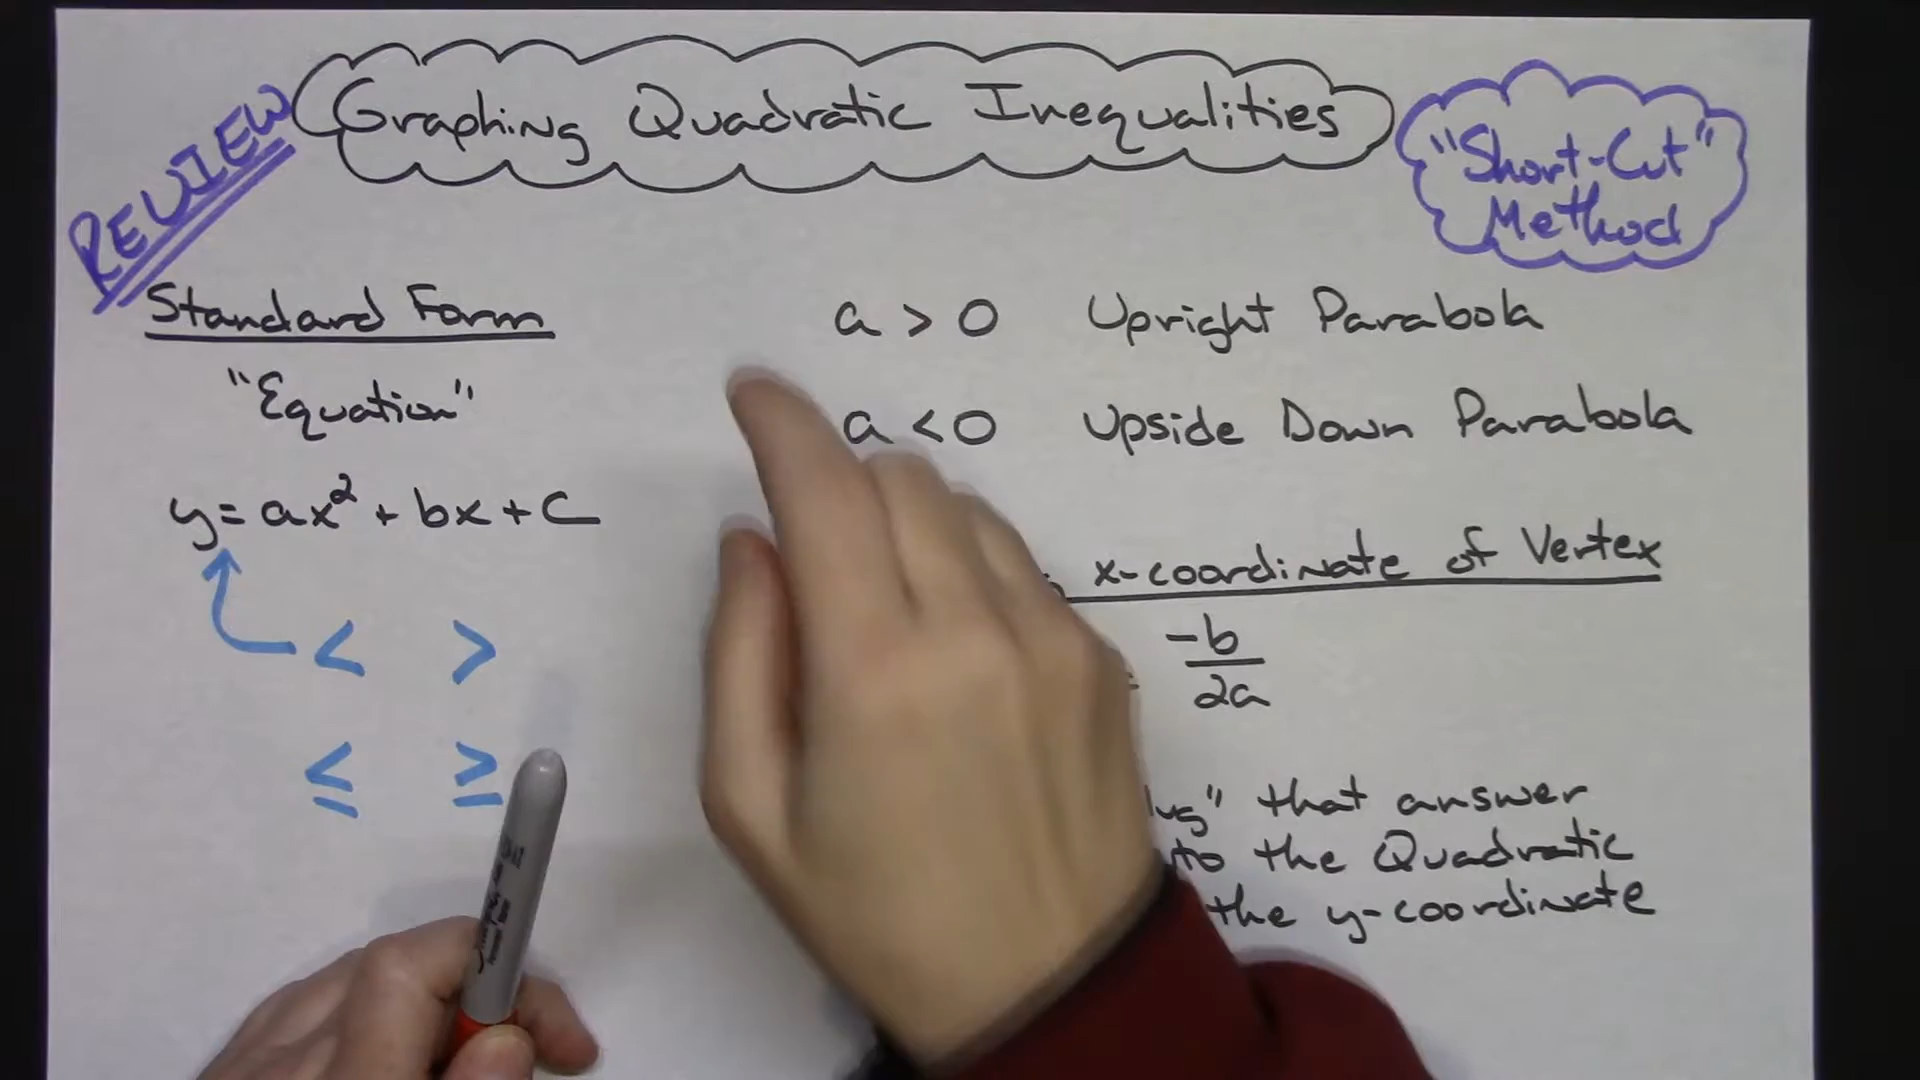 REVIEW
Graphing Quadratic Inequalities
"Short-Cut"
Method
Standard Form
"Equation"
y = ax² + bx + c
< >
≤ ≥
a > 0 Upright Parabola
a < 0 Upside Down Parabola
x-coordinate of Vertex
-b
2a
that answer
the Quadratic
the y-coordinate